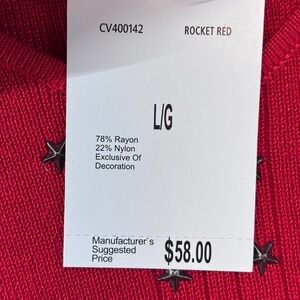 CV400142 ROCKET RED
L/G
78% Rayon
22% Nylon
Exclusive Of
Decoration
Manufacturer's
Suggested
Price $58.00